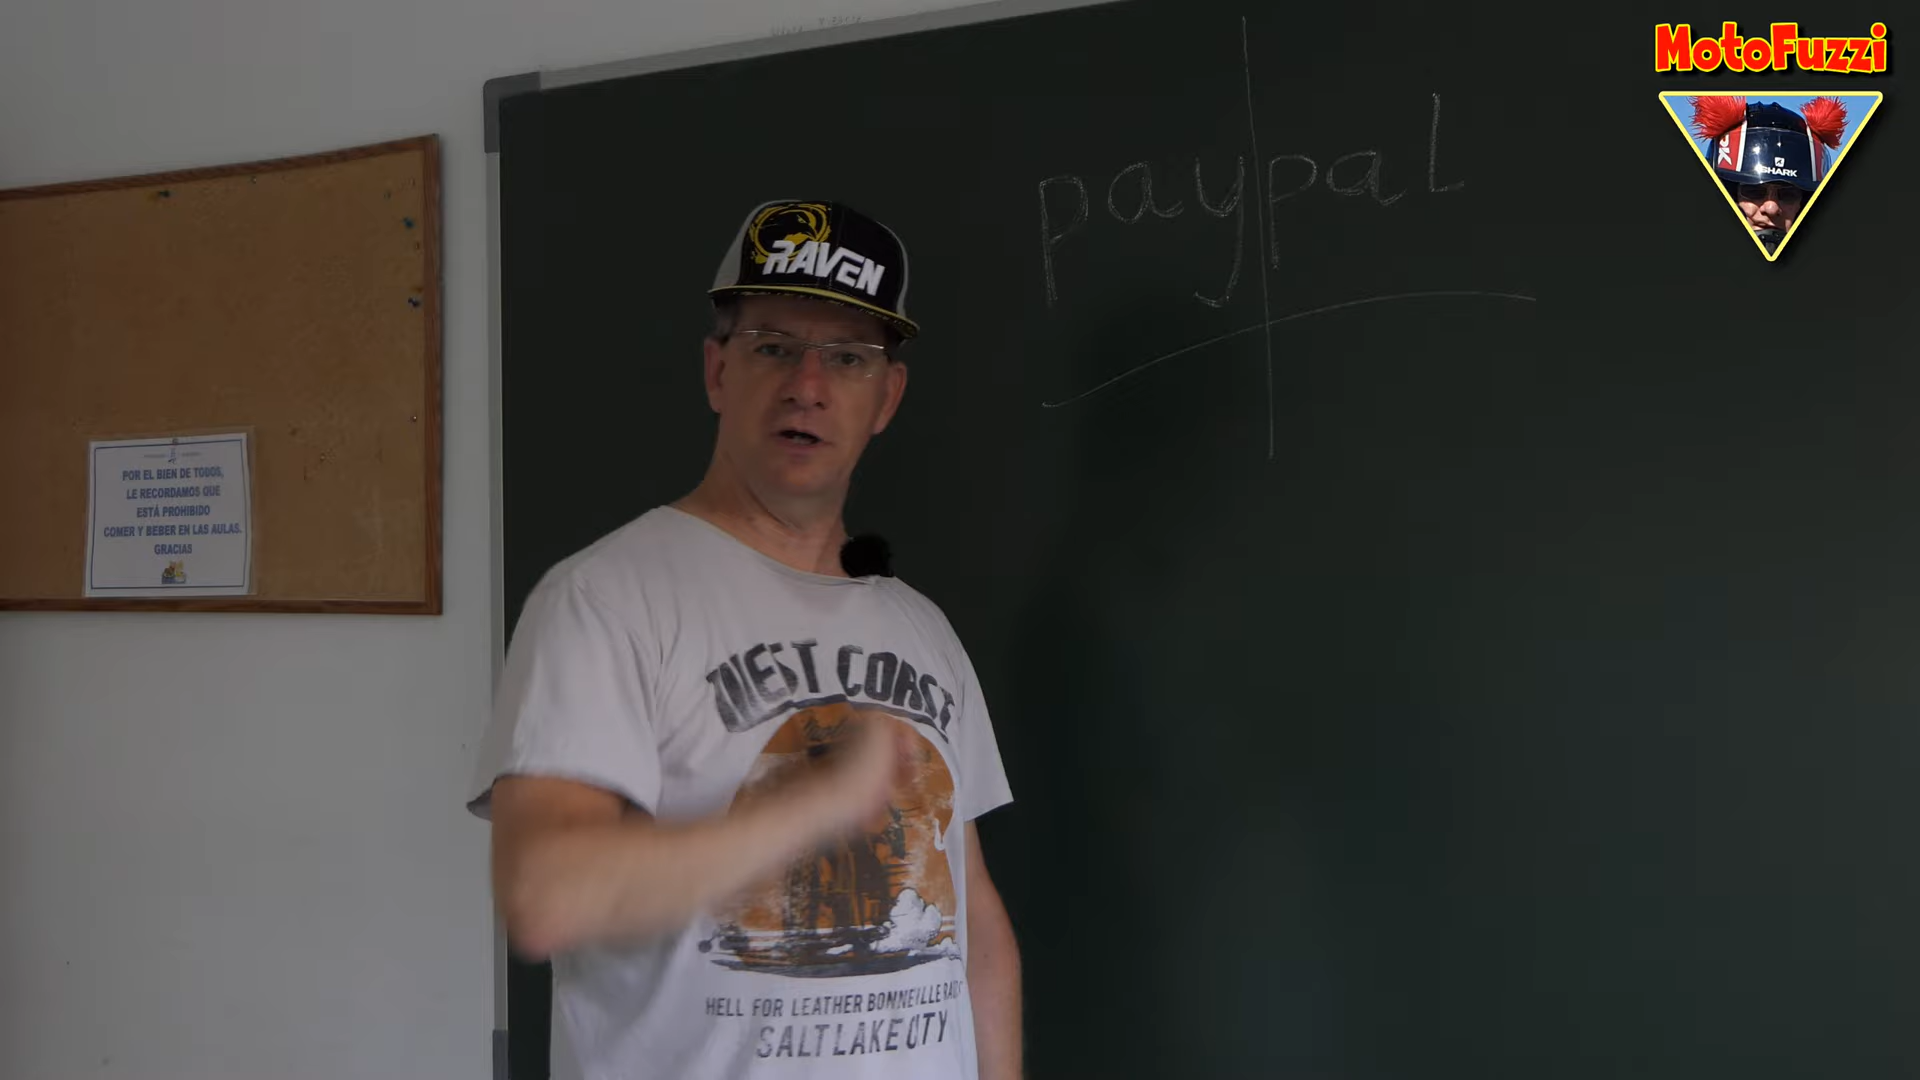 MotoFuzzi
SHARK
paypal
RAVEN
POR EL BIEN DE TODOS,
LE RECORDAMOS QUE
ESTÁ PROHIBIDO
COMER Y BEBER EN LAS AULAS.
GRACIAS
WEST COAST
HELL FOR LEATHER BONNEVILLE
SALT LAKE CITY